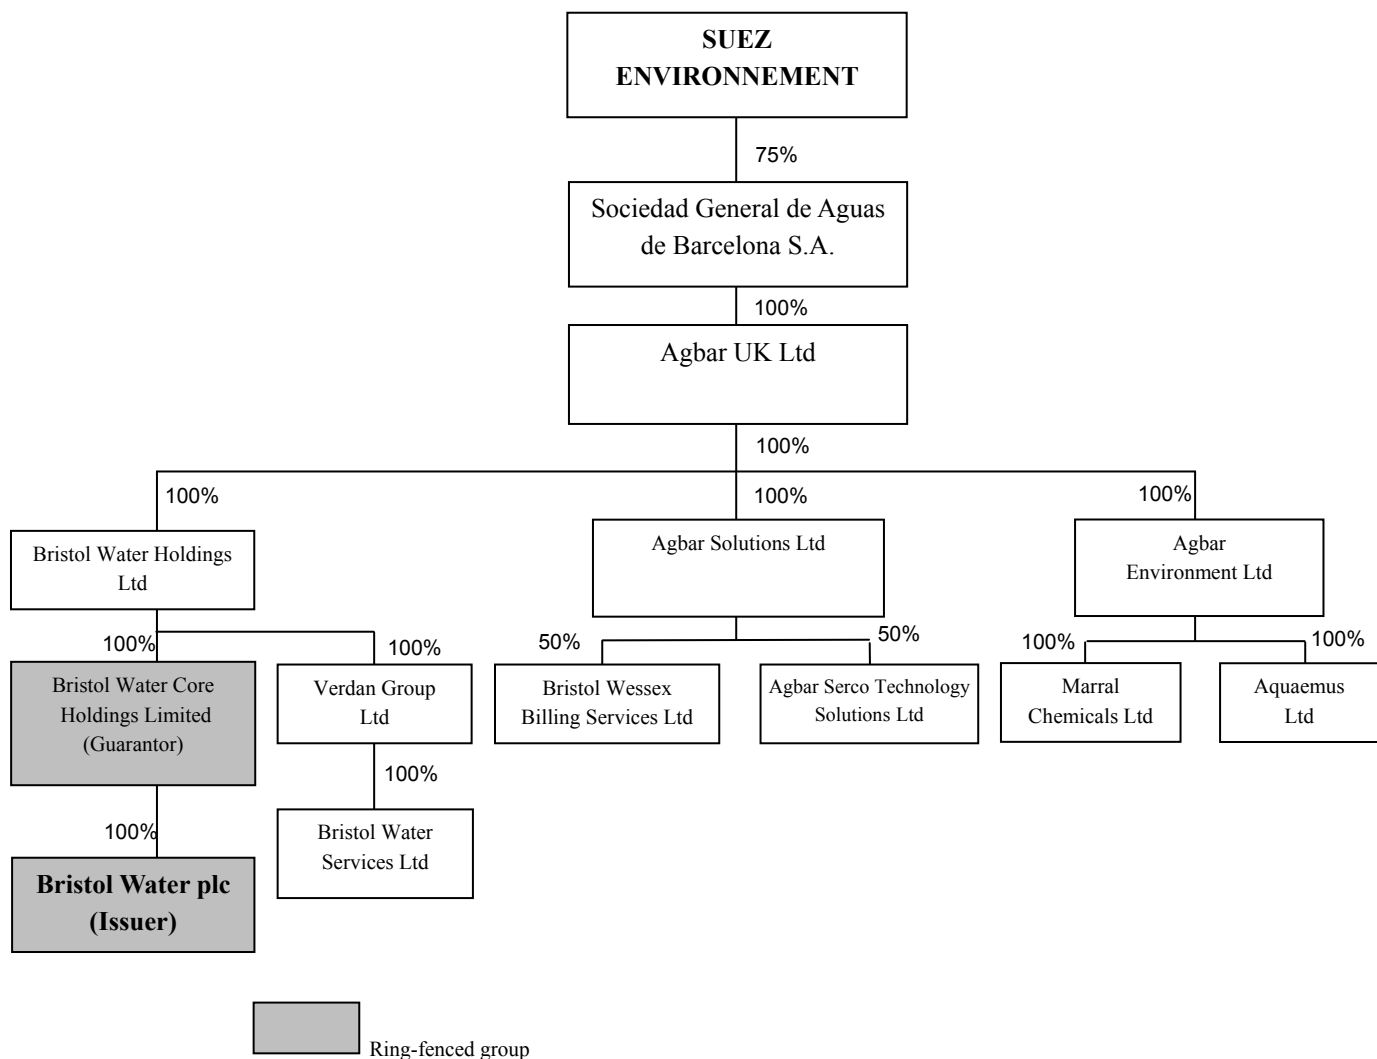 SUEZ
ENVIRONNEMENT
75%
Sociedad General de Aguas
de Barcelona S.A.
100%
Agbar UK Ltd
100%
100%
100%
100%
Bristol Water Holdings
Ltd
Agbar Solutions Ltd
Agbar
Environment Ltd
100%
100%
50%
50%
100%
100%
Bristol Water Core
Holdings Limited
(Guarantor)
Verdan Group
Ltd
Bristol Wessex
Billing Services Ltd
Agbar Serco Technology
Solutions Ltd
Marral
Chemicals Ltd
Aquaemus
Ltd
100%
100%
Bristol Water
Services Ltd
Bristol Water plc
(Issuer)
Ring-fenced group